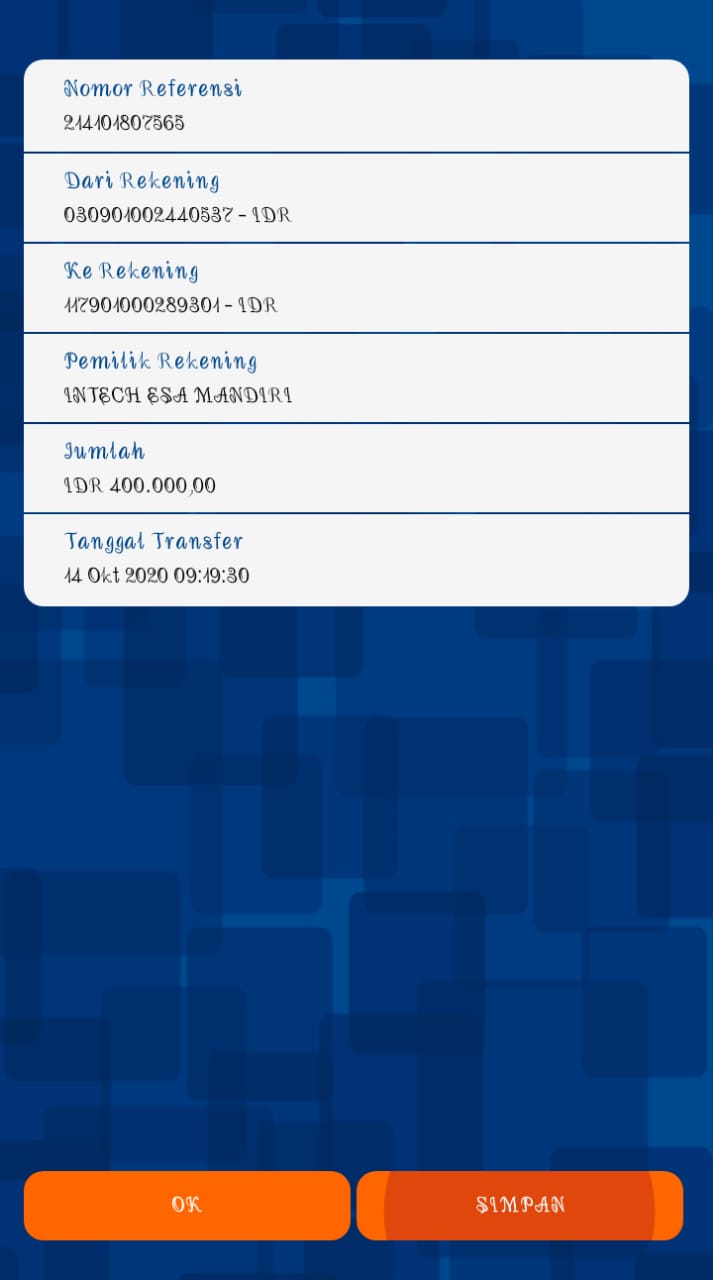 Nomor Referensi
214101807565
Dari Rekening
030901002440537 - IDR
Ke Rekening
117901000289301 - IDR
Pemilik Rekening
INTECH ESA MANDIRI
Jumlah
IDR 400.000,00
Tanggal Transfer
14 Okt 2020 09:19:30
OK
SIMPAN